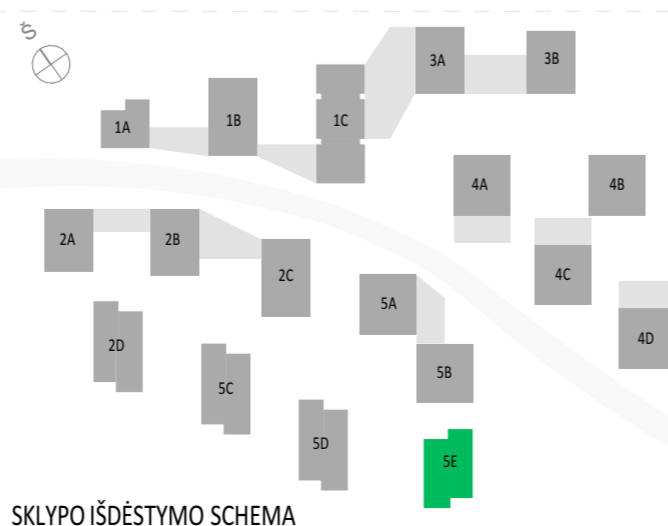 Š
3A
3B
1A
1B
1C
4A
4B
2A
2B
2C
4C
5A
4D
2D
5B
5C
5D
5E
SKLYPO IŠDĖSTYMO SCHEMA